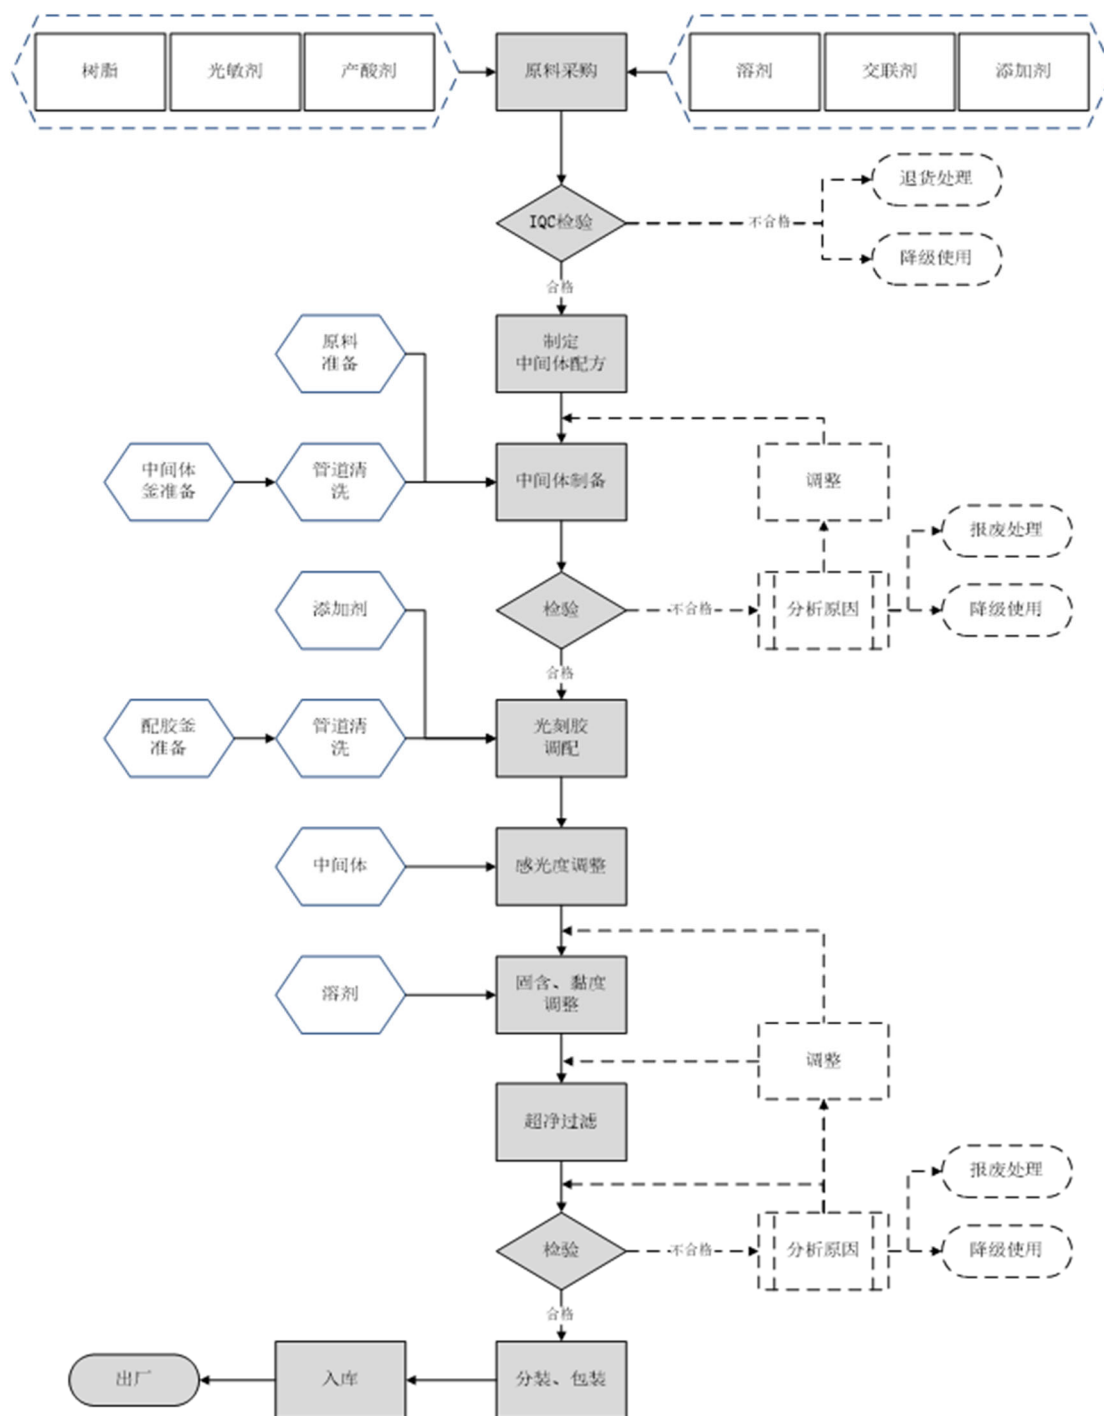 树脂
光敏剂
产酸剂
原料采购
溶剂
交联剂
添加剂
退货处理
IQC检验
不合格
降级使用
合格
原料
准备
制定
中间体配方
中间体
釜准备
管道清
洗
中间体制备
调整
报废处理
添加剂
检验
不合格
分析原因
降级使用
合格
配胶釜
准备
管道清
洗
光刻胶
调配
中间体
感光度调整
溶剂
固含、黏度
调整
调整
超净过滤
报废处理
检验
不合格
分析原因
降级使用
合格
出厂
入库
分装、包装